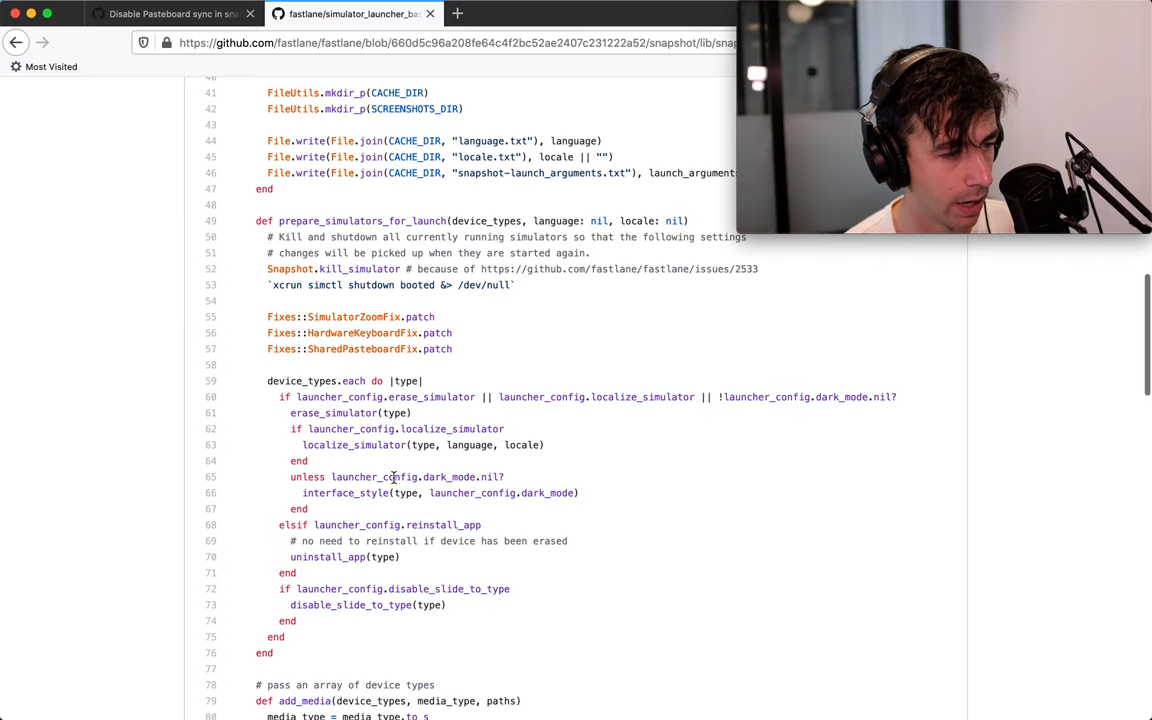 Disable Pasteboard sync in sna
fastlane/simulator_launcher_ba
https://github.com/fastlane/fastlane/blob/660d5c96a208fe64c4f2bc52ae2407c231222a52/snapshot/lib/snap
Most Visited
40
41 FileUtils.mkdir_p(CACHE_DIR)
42 FileUtils.mkdir_p(SCREENSHOTS_DIR)
43
44 File.write(File.join(CACHE_DIR, "language.txt"), language)
45 File.write(File.join(CACHE_DIR, "locale.txt"), locale || "")
46 File.write(File.join(CACHE_DIR, "snapshot-launch_arguments.txt"), launch_argument
47 end
48
49 def prepare_simulators_for_launch(device_types, language: nil, locale: nil)
50 # Kill and shutdown all currently running simulators so that the following settings
51 # changes will be picked up when they are started again.
52 Snapshot.kill_simulator # because of https://github.com/fastlane/fastlane/issues/2533
53 `xcrun simctl shutdown booted &> /dev/null`
54
55 Fixes::SimulatorZoomFix.patch
56 Fixes::HardwareKeyboardFix.patch
57 Fixes::SharedPasteboardFix.patch
58
59 device_types.each do |type|
60 if launcher_config.erase_simulator || launcher_config.localize_simulator || !launcher_config.dark_mode.nil?
61 erase_simulator(type)
62 if launcher_config.localize_simulator
63 localize_simulator(type, language, locale)
64 end
65 unless launcher_config.dark_mode.nil?
66 interface_style(type, launcher_config.dark_mode)
67 end
68 elsif launcher_config.reinstall_app
69 # no need to reinstall if device has been erased
70 uninstall_app(type)
71 end
72 if launcher_config.disable_slide_to_type
73 disable_slide_to_type(type)
74 end
75 end
76 end
77
78 # pass an array of device types
79 def add_media(device_types, media_type, paths)
80 media_type = media_type.to_s